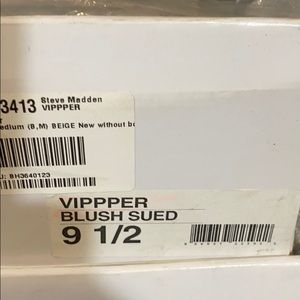 3413 Steve Madden
VIPPPER
edium (B,M) BEIGE New without bo
U: BH3640123
VIPPPER
BLUSH SUED
9 1/2